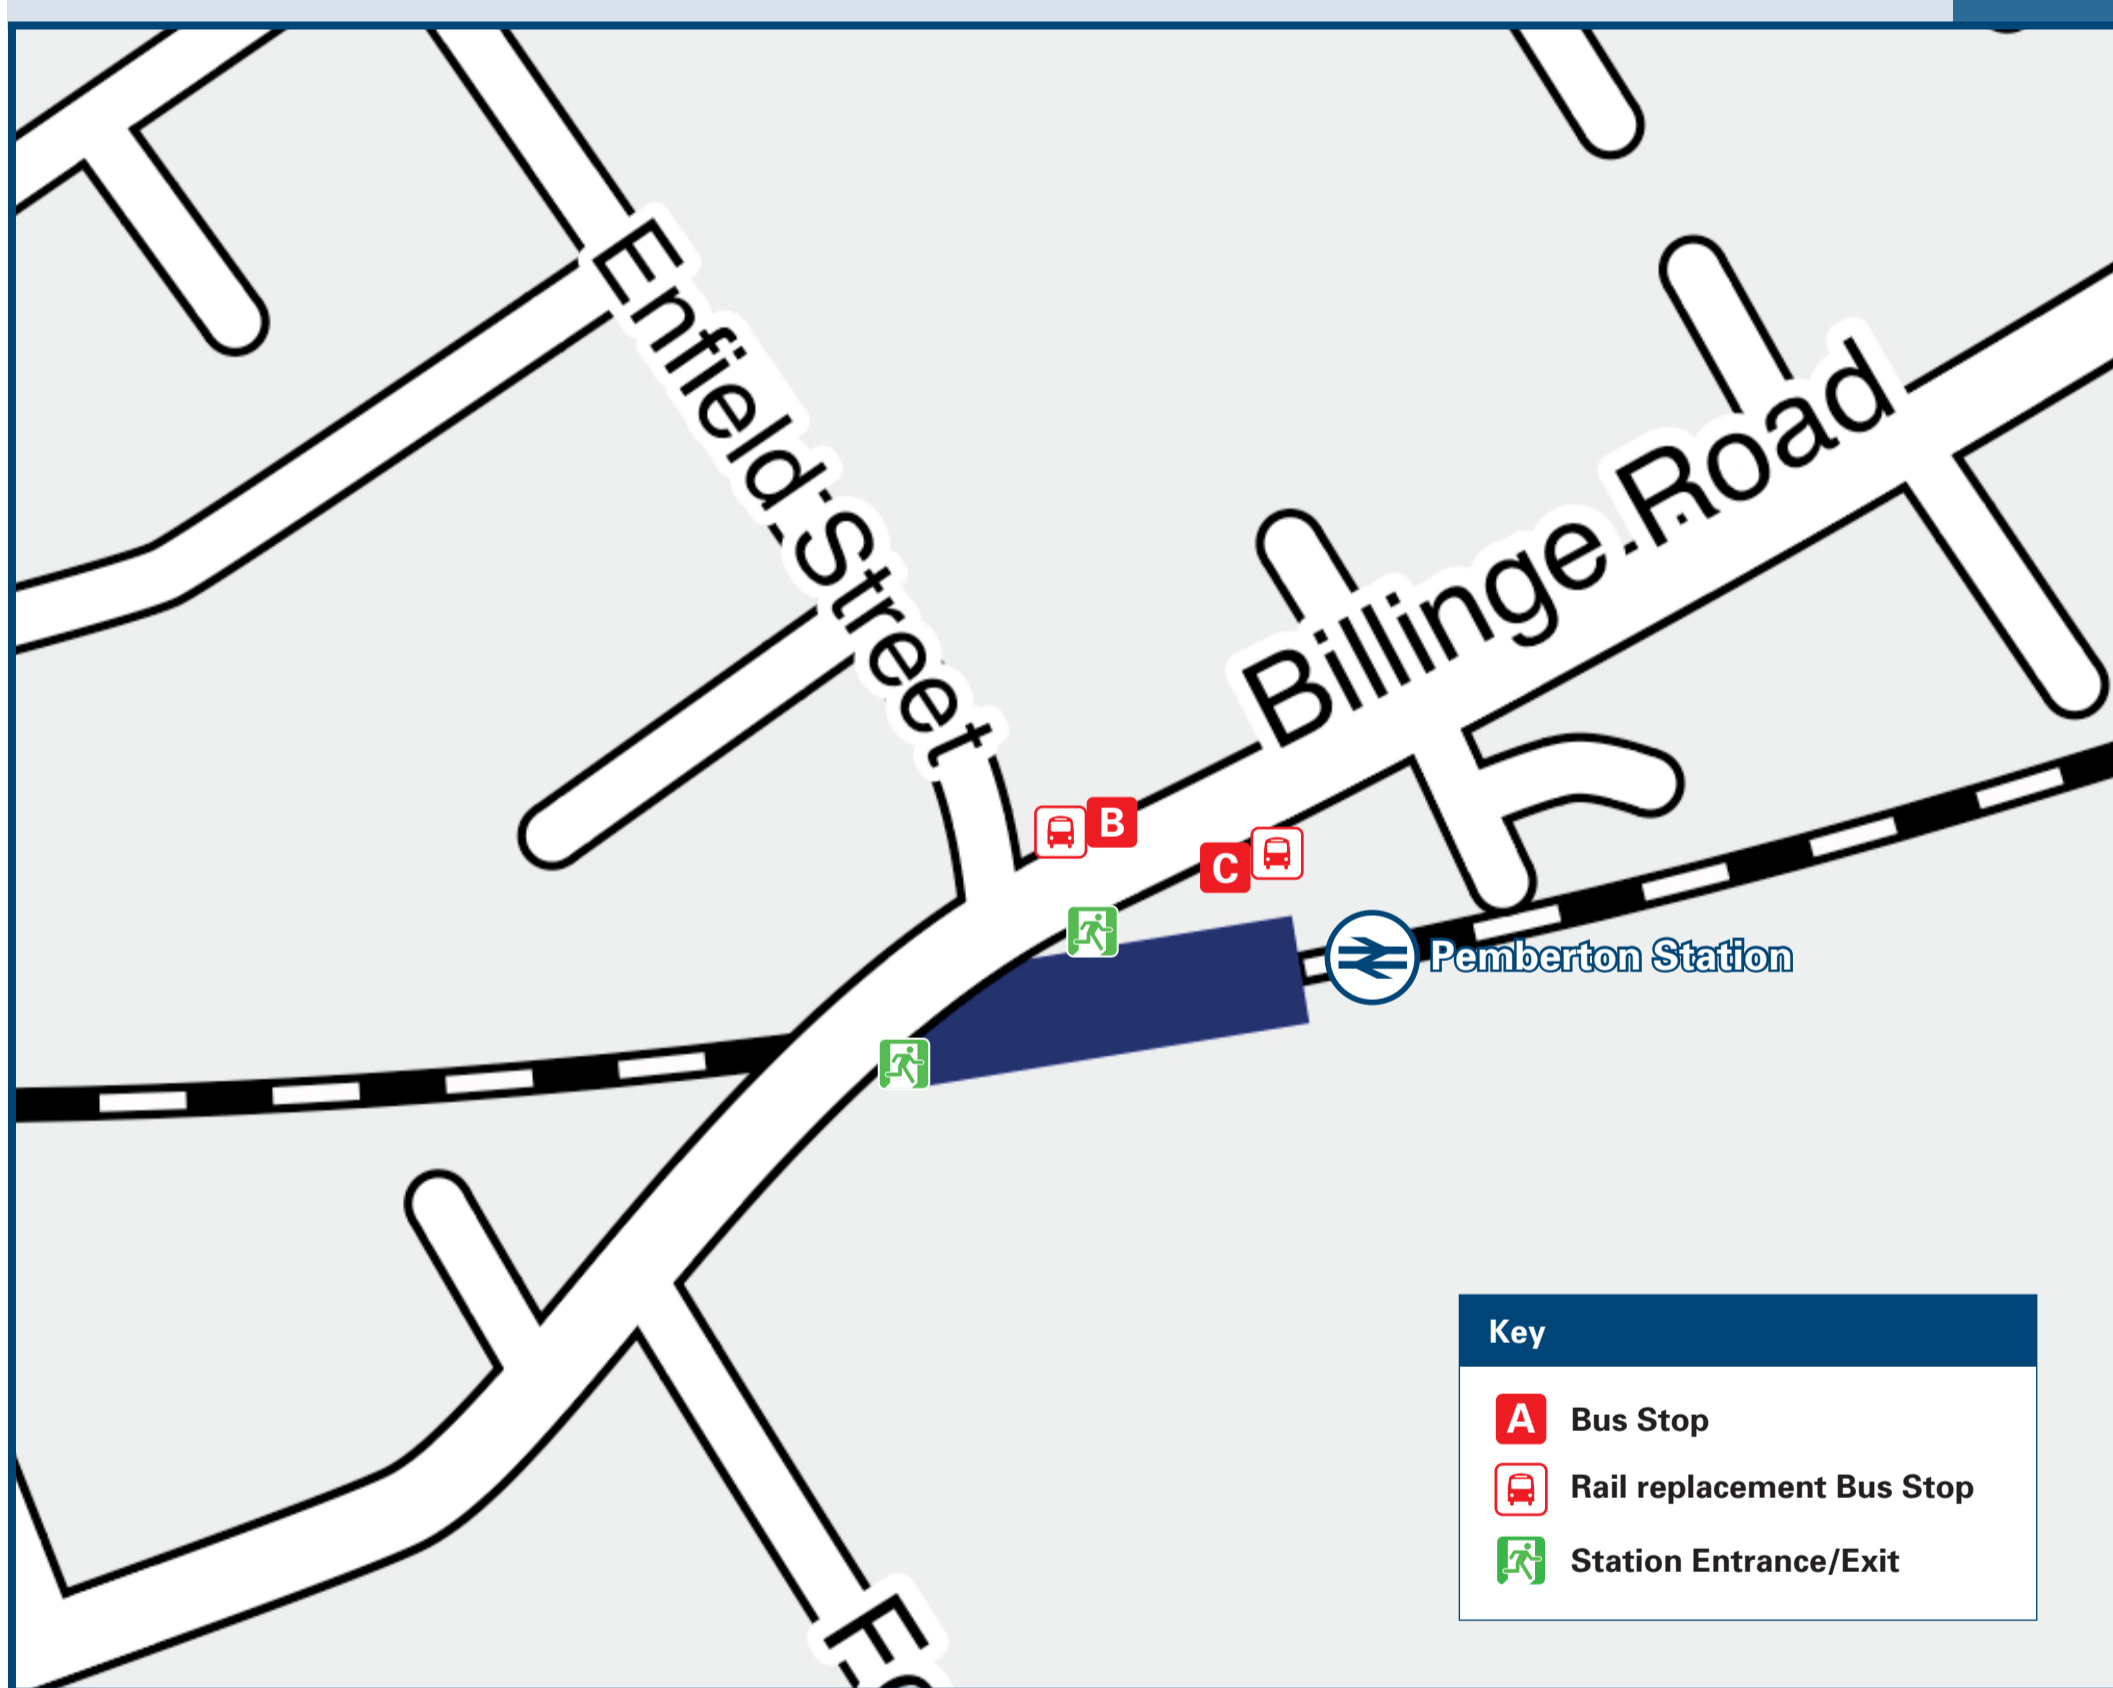 Enfield Street
Billinge Road
B
C
Pemberton Station
Key
A Bus Stop
Rail replacement Bus Stop
Station Entrance/Exit